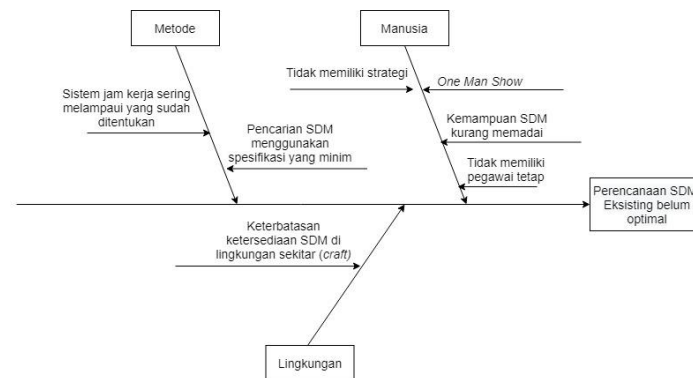 Metode
Manusia
Tidak memiliki strategi
One Man Show
Sistem jam kerja sering
melampaui yang sudah
ditentukan
Pencarian SDM
menggunakan
spesifikasi yang minim
Kemampuan SDM
kurang memadai
Tidak memiliki
pegawai tetap
Perencanaan SDM
Eksisting belum
optimal
Keterbatasan
ketersediaan SDM di
lingkungan sekitar (craft)
Lingkungan